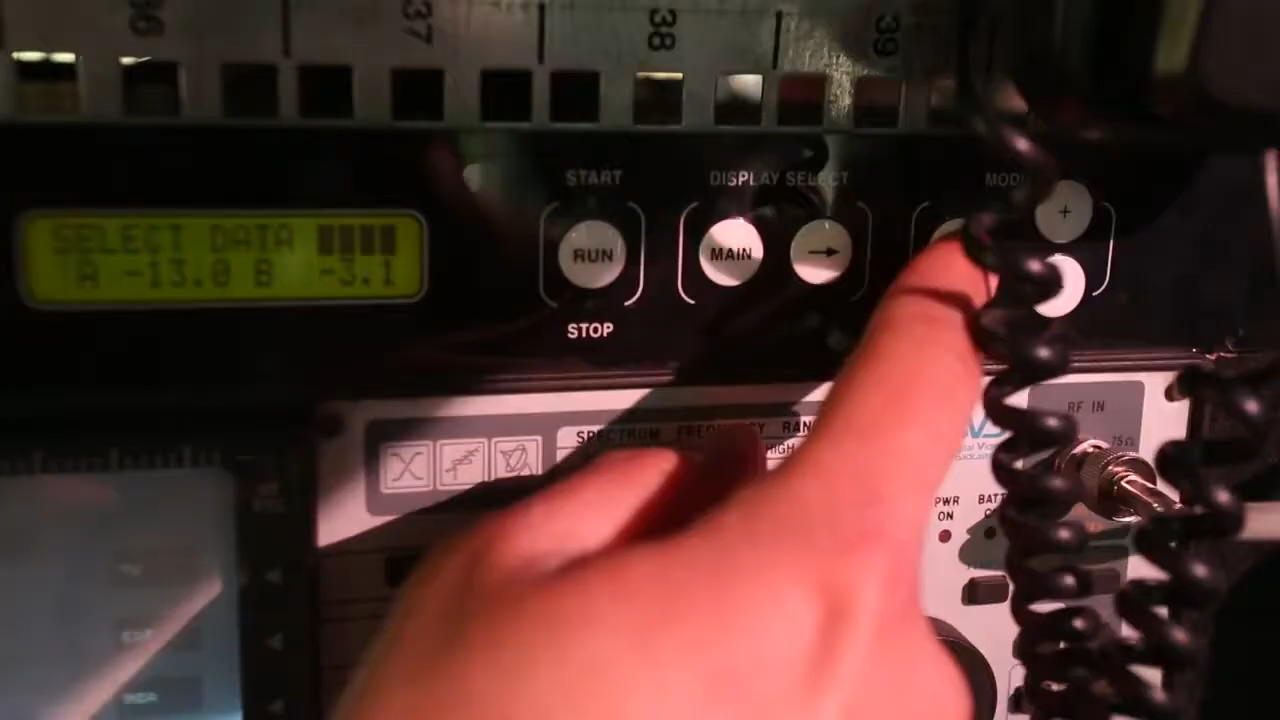 36 37 38 39
START DISPLAY SELECT
SELECT DATA
A -13.0 B -3.1
RUN MAIN +
STOP
SPECTRUM FREQUENCY
RF IN
75Ω
PWR
ON